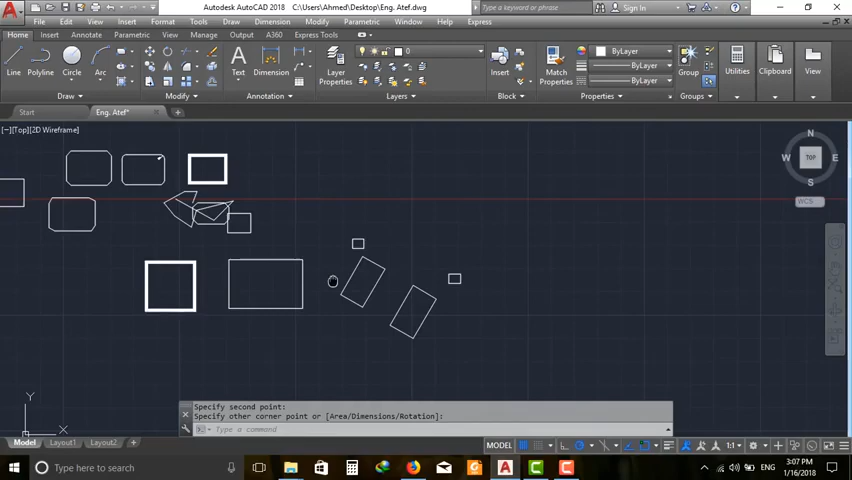 Autodesk AutoCAD 2018 C:\Users\Ahmed\Desktop\Eng. Atef.dwg
Type a keyword or phrase
Sign In
File Edit View Insert Format Tools Draw Dimension Modify Parametric Window Help Express
Home Insert Annotate Parametric View Manage Output A360 Express Tools
Line Polyline Circle Arc
Text Dimension
Layer Properties
0
Insert
Match Properties
ByLayer
ByLayer
ByLayer
Group
Utilities
Clipboard
View
Draw Modify Annotation Layers Block Properties Groups
Start Eng. Atef*
[−][Top][2D Wireframe]
N
W TOP E
S
WCS
Y
X
Specify second point:
Specify other corner point or [Area/Dimensions/Rotation]:
Type a command
Model Layout1 Layout2
MODEL
1:1
Type here to search
ENG
3:07 PM
1/16/2018